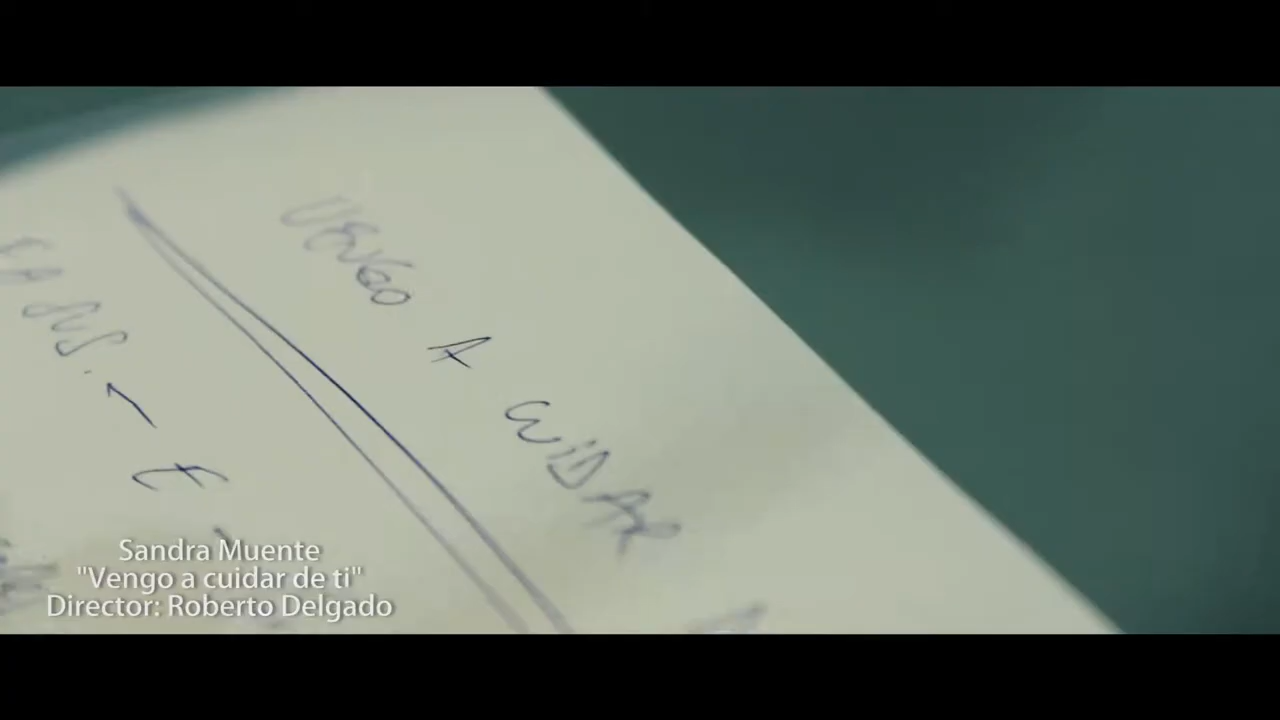 VENGO A CUIDAR
Sandra Muente
"Vengo a cuidar de ti"
Director: Roberto Delgado